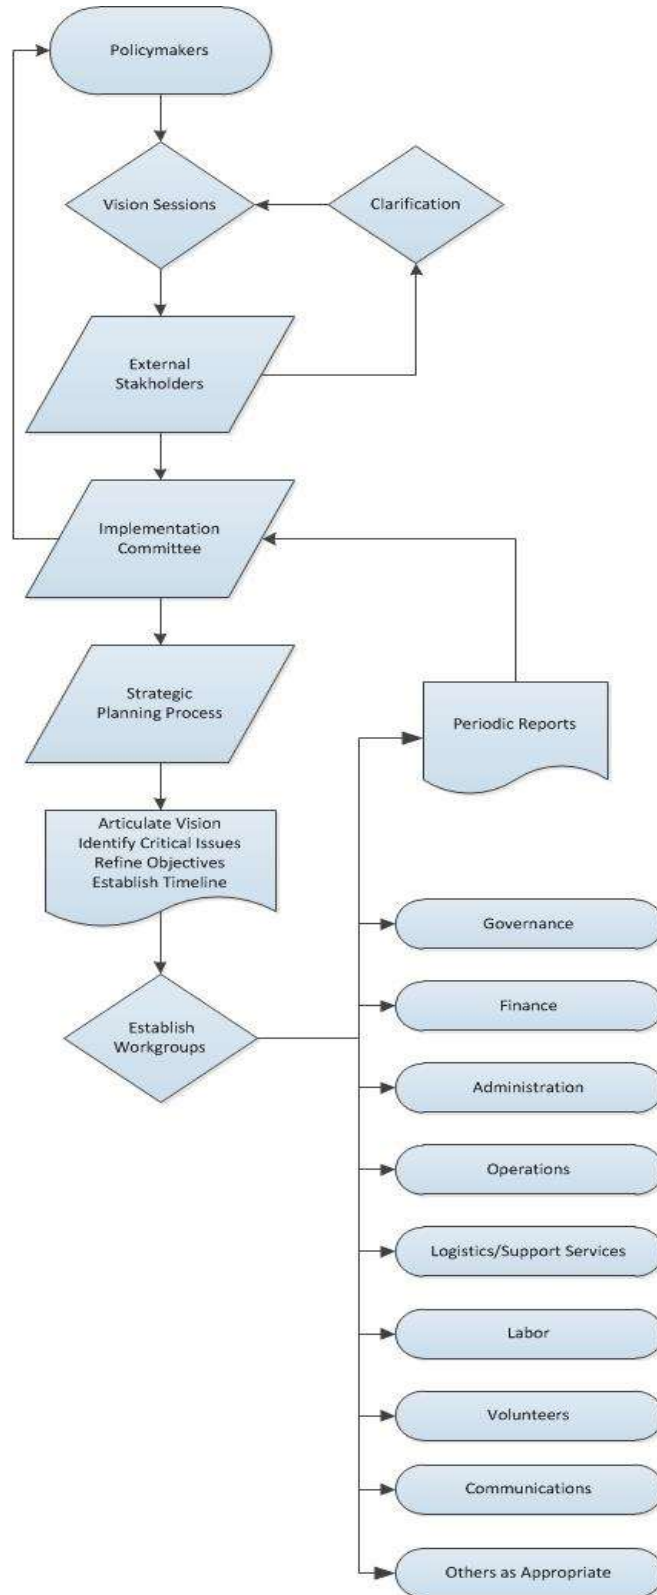 Policymakers
Vision Sessions
Clarification
External
Stakholders
Implementation
Committee
Strategic
Planning Process
Periodic Reports
Articulate Vision
Identify Critical Issues
Refine Objectives
Establish Timeline
Establish
Workgroups
Governance
Finance
Administration
Operations
Logistics/Support Services
Labor
Volunteers
Communications
Others as Appropriate